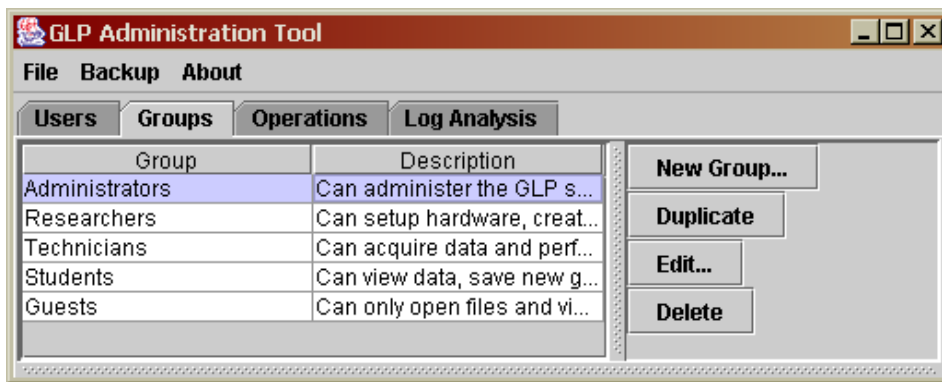 GLP Administration Tool
File Backup About
Users Groups Operations Log Analysis
Group Description
Administrators Can administer the GLP s...
Researchers Can setup hardware, creat...
Technicians Can acquire data and perf...
Students Can view data, save new g...
Guests Can only open files and vi...
New Group...
Duplicate
Edit...
Delete